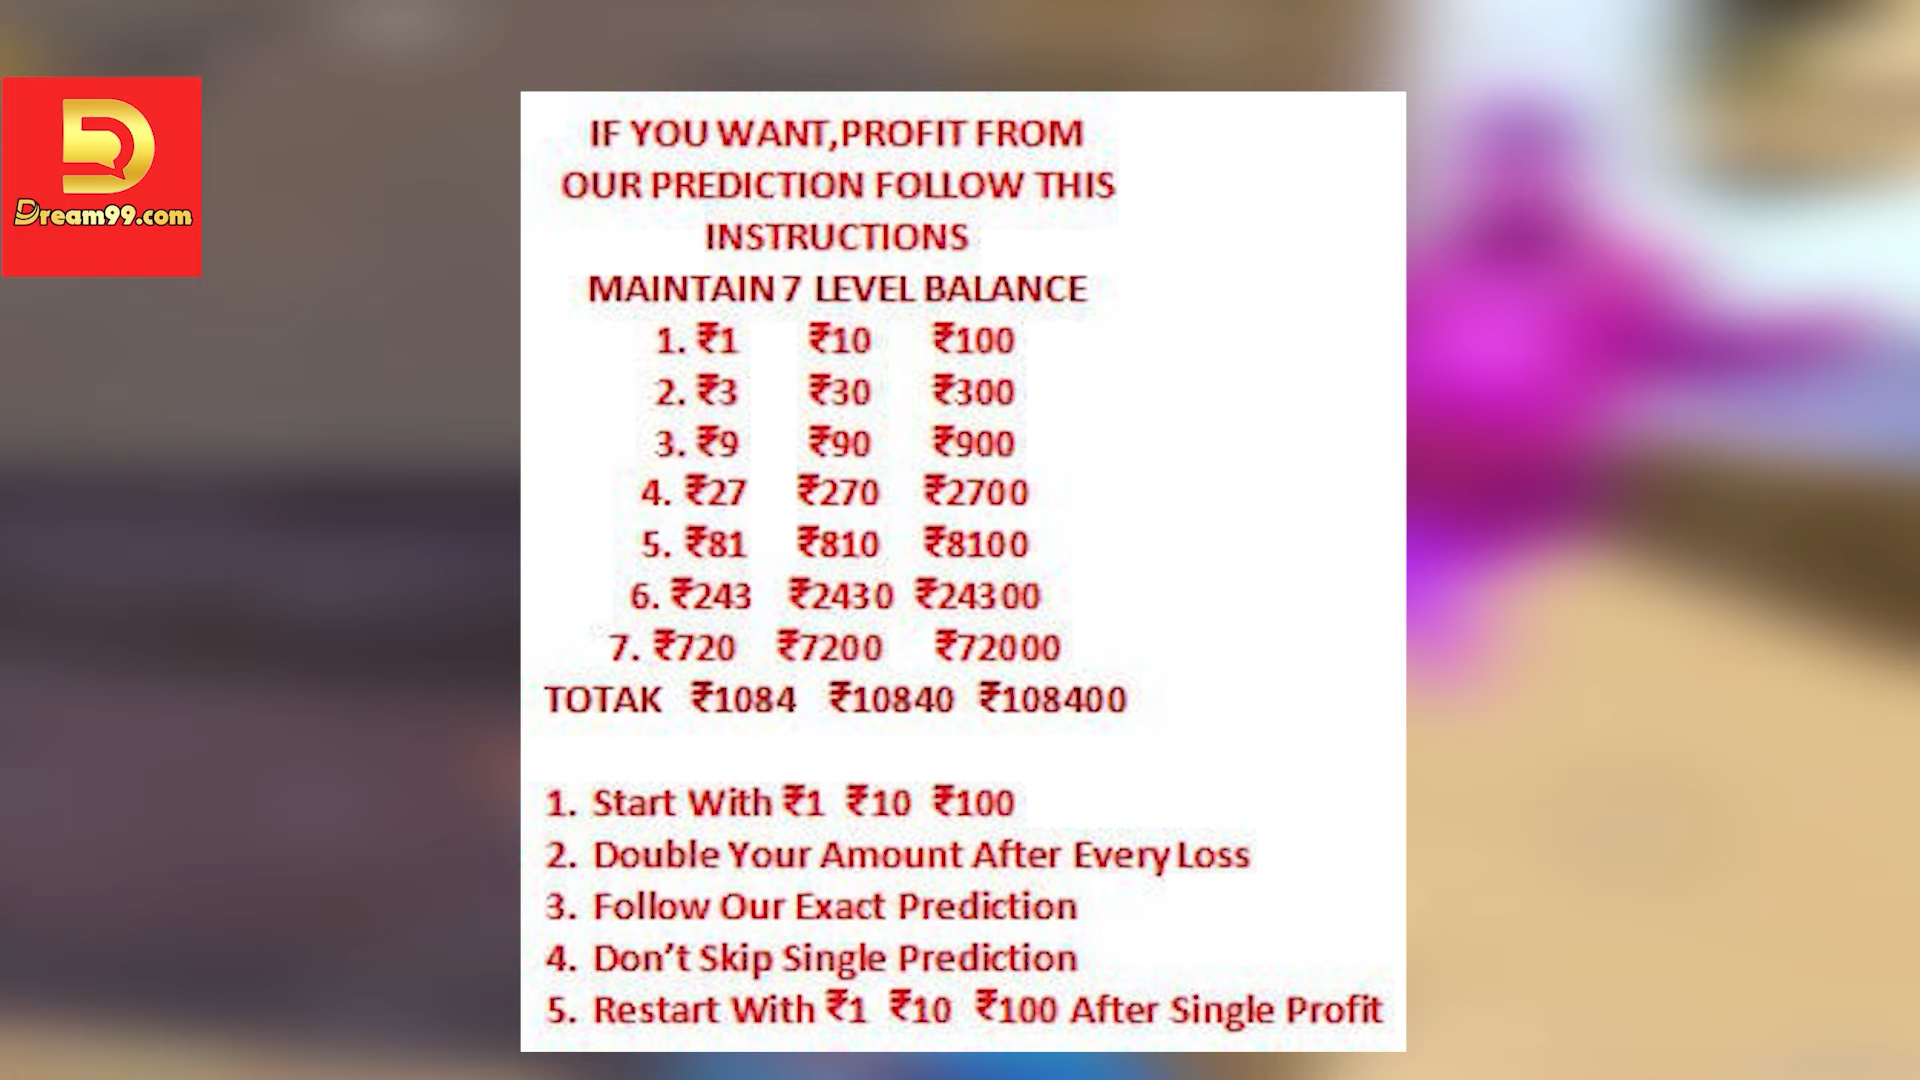 Dream99.com
IF YOU WANT,PROFIT FROM
OUR PREDICTION FOLLOW THIS
INSTRUCTIONS
MAINTAIN 7 LEVEL BALANCE
1. ₹1 ₹10 ₹100
2. ₹3 ₹30 ₹300
3. ₹9 ₹90 ₹900
4. ₹27 ₹270 ₹2700
5. ₹81 ₹810 ₹8100
6. ₹243 ₹2430 ₹24300
7. ₹720 ₹7200 ₹72000
TOTAK ₹1084 ₹10840 ₹108400
1. Start With ₹1 ₹10 ₹100
2. Double Your Amount After Every Loss
3. Follow Our Exact Prediction
4. Don’t Skip Single Prediction
5. Restart With ₹1 ₹10 ₹100 After Single Profit